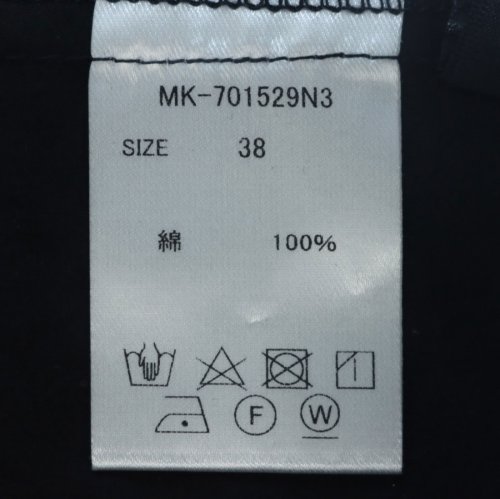 MK-701529N3
SIZE 38
綿 100%
F W